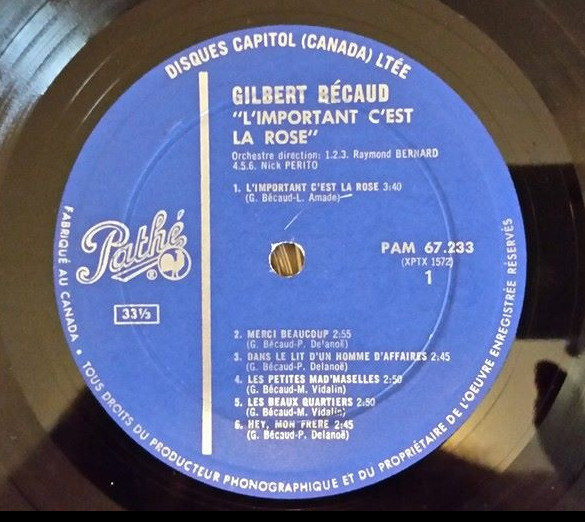 DISQUES CAPITOL (CANADA) LTÉE
GILBERT BÉCAUD
"L'IMPORTANT C'EST
LA ROSE"
Orchestre direction: 1.2.3. Raymond BERNARD
4.5.6. Nick PERITO
1. L'IMPORTANT C'EST LA ROSE 3:40
(G. Bécaud-L. Amade)
Pathé
®
33⅓
PAM 67.233
(XPTX 1572)
1
2. MERCI BEAUCOUP 2:55
(G. Bécaud-P. Delanoë)
3. DANS LE LIT D'UN HOMME D'AFFAIRES 2:45
(G. Bécaud-P. Delanoë)
4. LES PETITES MAD'MASELLES 2:50
(G. Bécaud-M. Vidalin)
5. LES BEAUX QUARTIERS 2:50
(G. Bécaud-M. Vidalin)
6. HEY, MON FRERE 2:45
(G. Bécaud-P. Delanoë)
FABRIQUÉ AU CANADA • TOUS DROITS DU PRODUCTEUR PHONOGRAPHIQUE ET DU PROPRIÉTAIRE DE L'OEUVRE ENREGISTRÉE RÉSERVÉS